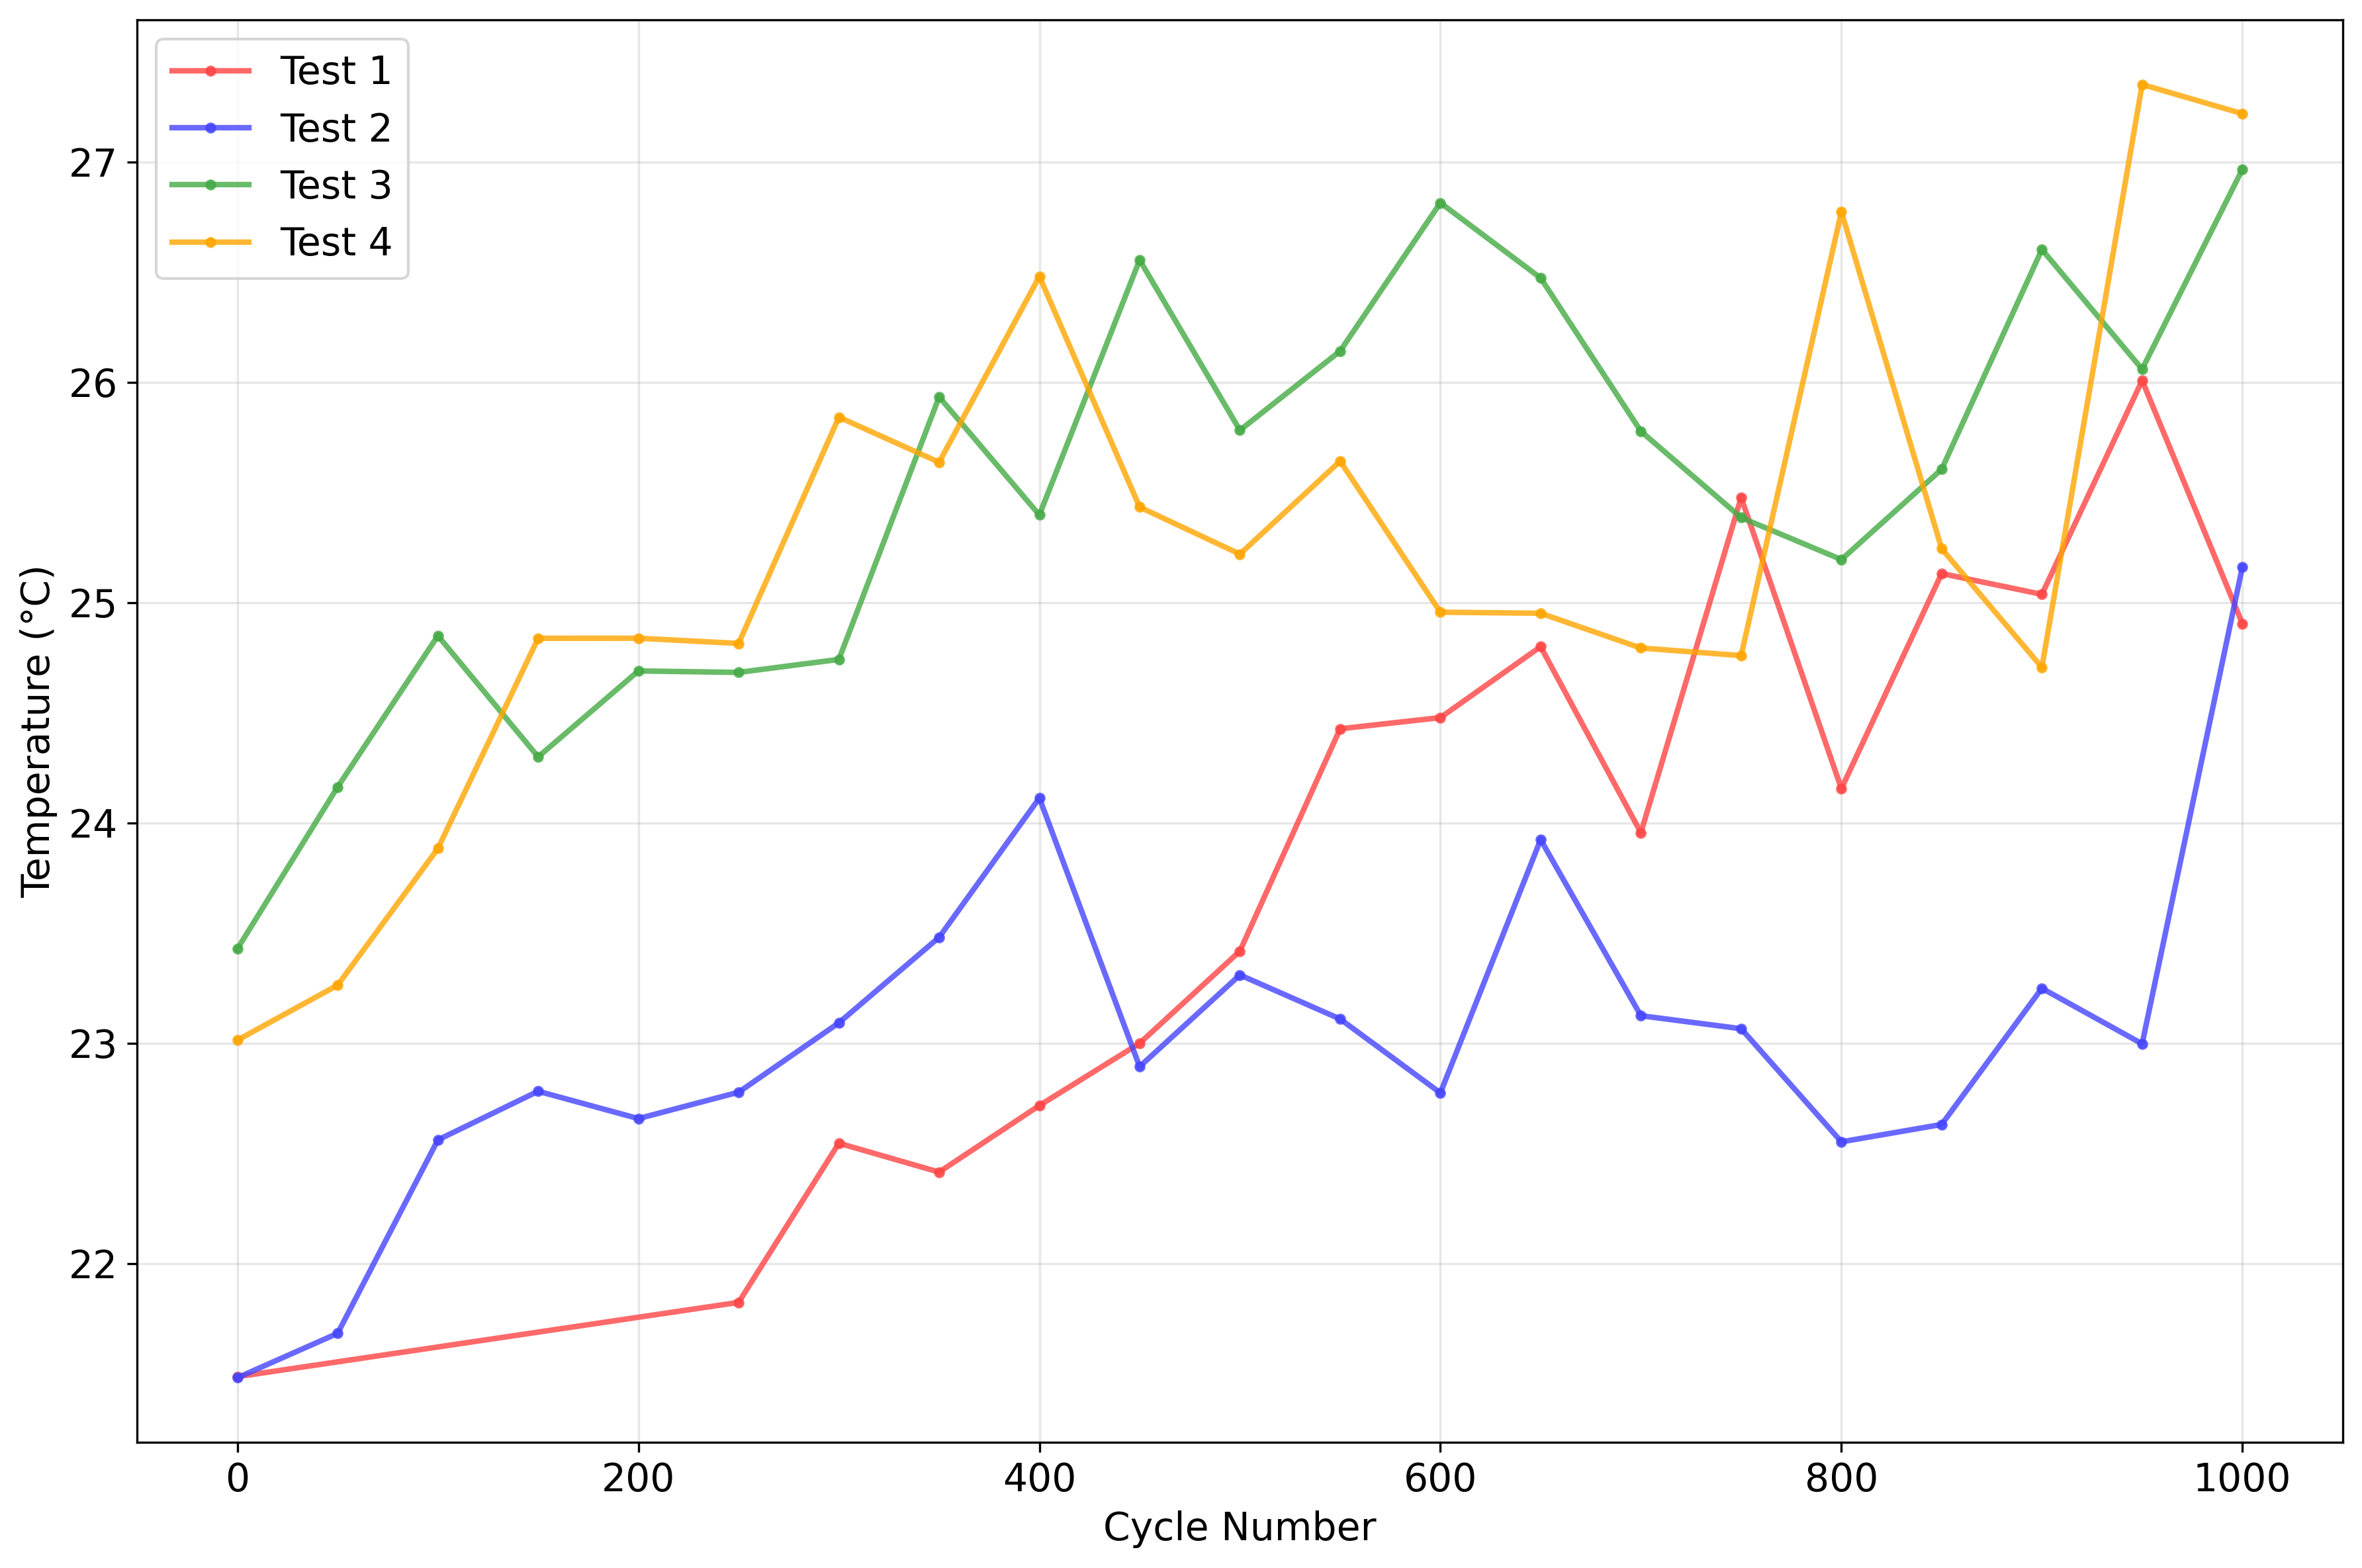 Test 1
Test 2
Test 3
Test 4
27
26
25
24
23
22
Temperature (°C)
0 200 400 600 800 1000
Cycle Number